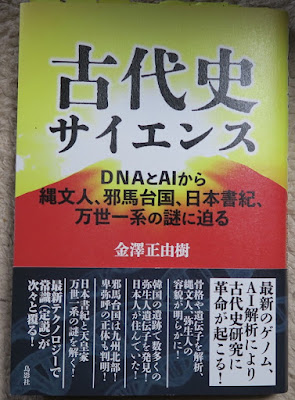 古代史
サイエンス
DNAとAIから
縄文人、邪馬台国、日本書紀、
万世一系の謎に迫る
金澤正由樹
最新のゲノム、
AI解析により
古代史研究に
革命が起こる！
骨格や遺伝子を解析、
縄文人、弥生人の
容貌が明らかに！
韓国の遺跡で数多くの
弥生人遺伝子を発見！
日本人が住んでいた！
邪馬台国は九州北部！
卑弥呼の正体も判明！
日本書紀と天皇家
万世一系の謎を解く！
最新テクノロジーで
常識（定説）が
次々と覆る！
鳥影社